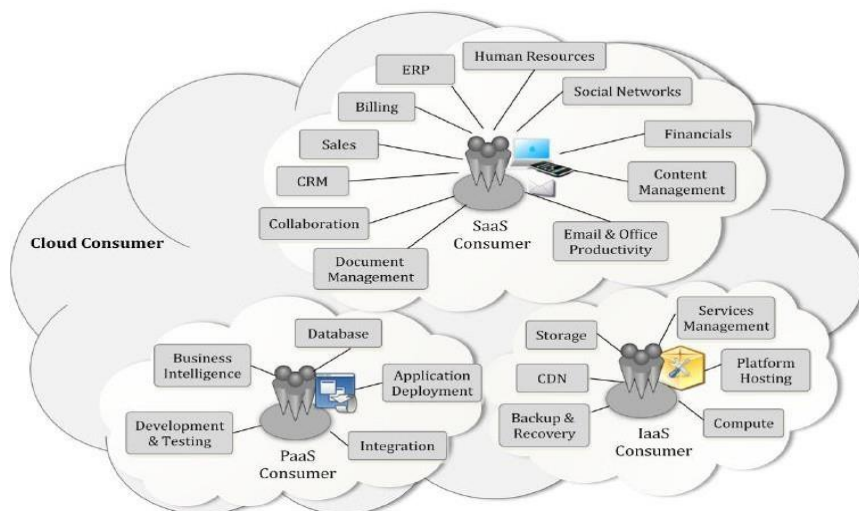 Human Resources
ERP
Social Networks
Billing
Financials
Sales
Content
Management
CRM
Collaboration
SaaS
Consumer
Email & Office
Productivity
Document
Management
Cloud Consumer
Database
Business
Intelligence
Application
Deployment
Development
& Testing
Integration
PaaS
Consumer
Services
Management
Storage
Platform
Hosting
CDN
Backup &
Recovery
Compute
IaaS
Consumer